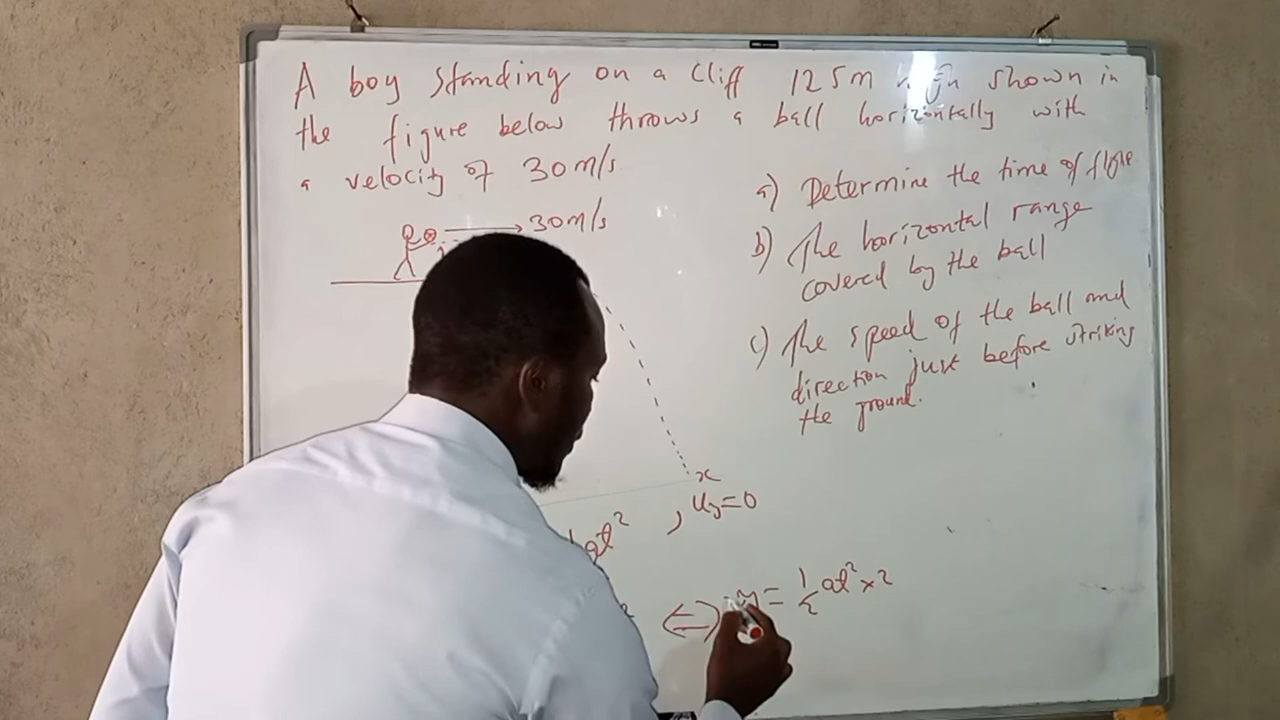 A boy standing on a cliff 125m high shown in
the figure below throws a ball horizontally with
a velocity of 30m/s
30m/s
a) Determine the time of
b) The horizontal range
covered by the ball
c) The speed of the ball and
direction just before striking
the ground.
x
at² , uy=0
⇔ y = 1/2 at² x 2